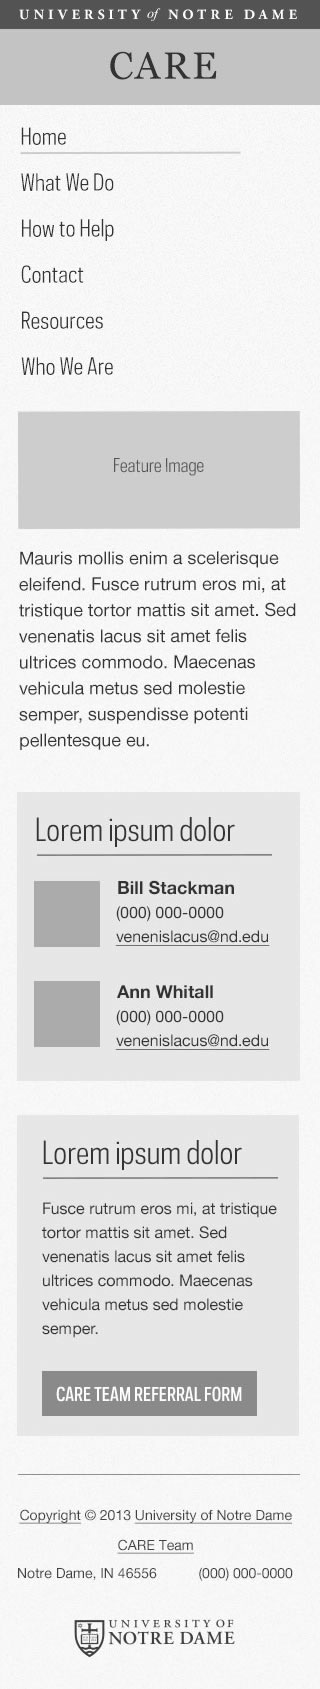 UNIVERSITY of NOTRE DAME
CARE
Home
What We Do
How to Help
Contact
Resources
Who We Are
Feature Image
Mauris mollis enim a scelerisque
eleifend. Fusce rutrum eros mi, at
tristique tortor mattis sit amet. Sed
venenatis lacus sit amet felis
ultrices commodo. Maecenas
vehicula metus sed molestie
semper, suspendisse potenti
pellentesque eu.
Lorem ipsum dolor
Bill Stackman
(000) 000-0000
venenislacus@nd.edu
Ann Whitall
(000) 000-0000
venenislacus@nd.edu
Lorem ipsum dolor
Fusce rutrum eros mi, at tristique
tortor mattis sit amet. Sed
venenatis lacus sit amet felis
ultrices commodo. Maecenas
vehicula metus sed molestie
semper.
CARE TEAM REFERRAL FORM
Copyright © 2013 University of Notre Dame
CARE Team
Notre Dame, IN 46556 (000) 000-0000
UNIVERSITY OF
NOTRE DAME